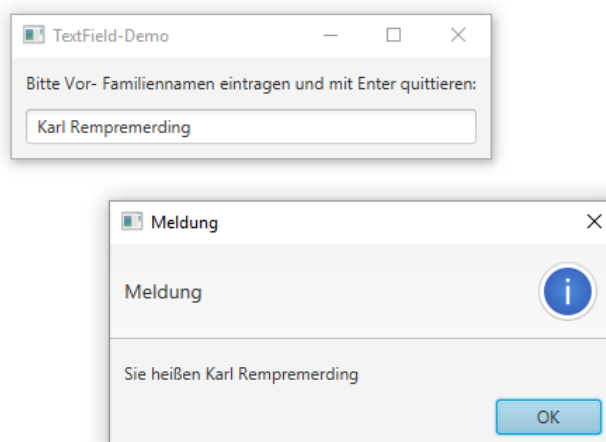 TextField-Demo
Bitte Vor- Familiennamen eintragen und mit Enter quittieren:
Karl Rempremerding
Meldung
Meldung
i
Sie heißen Karl Rempremerding
OK